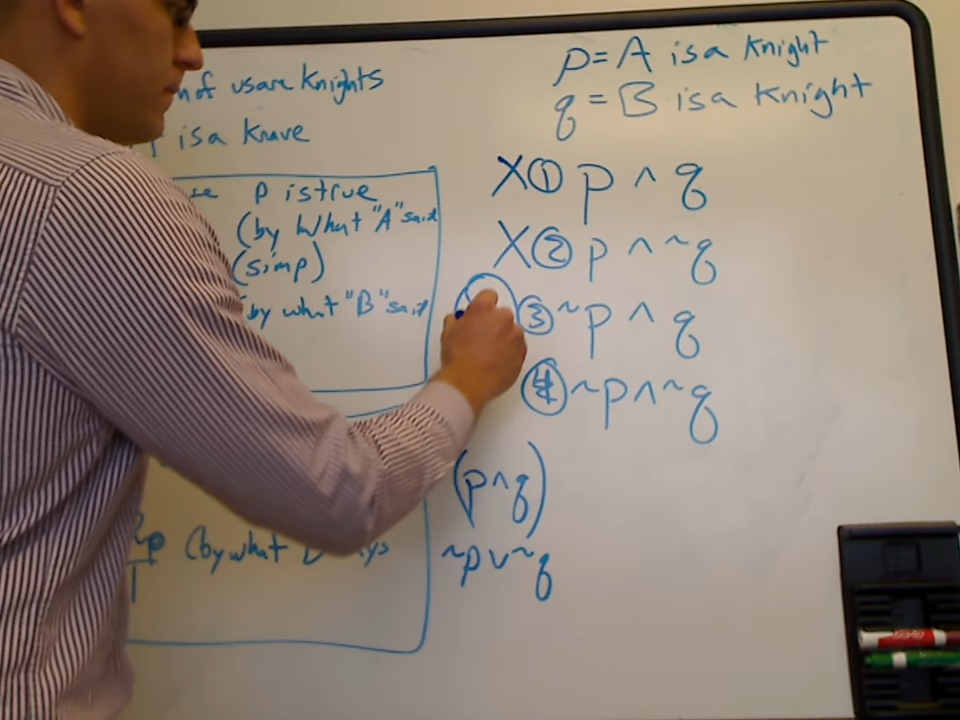 of us are Knights
is a Knave
p is true
(by What "A" said
(simp)
by what "B" said
~p (by what says
p = A is a Knight
q = B is a Knight
X ① p ∧ q
X ② p ∧ ~q
③ ~p ∧ q
④ ~p ∧ ~q
(p ∧ q)
~p ∨ ~q